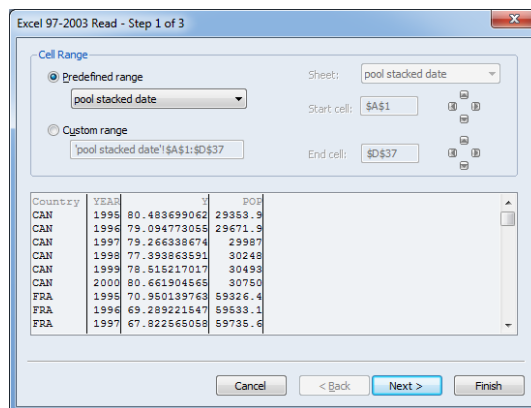 Excel 97-2003 Read - Step 1 of 3
Cell Range
Predefined range
pool stacked date
Custom range
'pool stacked date'!$A$1:$D$37
Sheet: pool stacked date
Start cell: $A$1
End cell: $D$37
Country YEAR Y POP
CAN 1995 80.483699062 29353.9
CAN 1996 79.094773055 29671.9
CAN 1997 79.266338674 29987
CAN 1998 77.393863591 30248
CAN 1999 78.515217017 30493
CAN 2000 80.661904565 30750
FRA 1995 70.950139763 59326.4
FRA 1996 69.289221547 59533.1
FRA 1997 67.822565058 59735.6
Cancel < Back Next > Finish